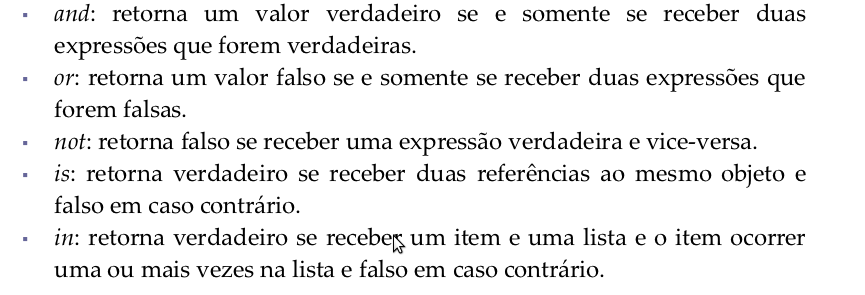 ▪ and: retorna um valor verdadeiro se e somente se receber duas
expressões que forem verdadeiras.
▪ or: retorna um valor falso se e somente se receber duas expressões que
forem falsas.
▪ not: retorna falso se receber uma expressão verdadeira e vice-versa.
▪ is: retorna verdadeiro se receber duas referências ao mesmo objeto e
falso em caso contrário.
▪ in: retorna verdadeiro se receber um item e uma lista e o item ocorrer
uma ou mais vezes na lista e falso em caso contrário.